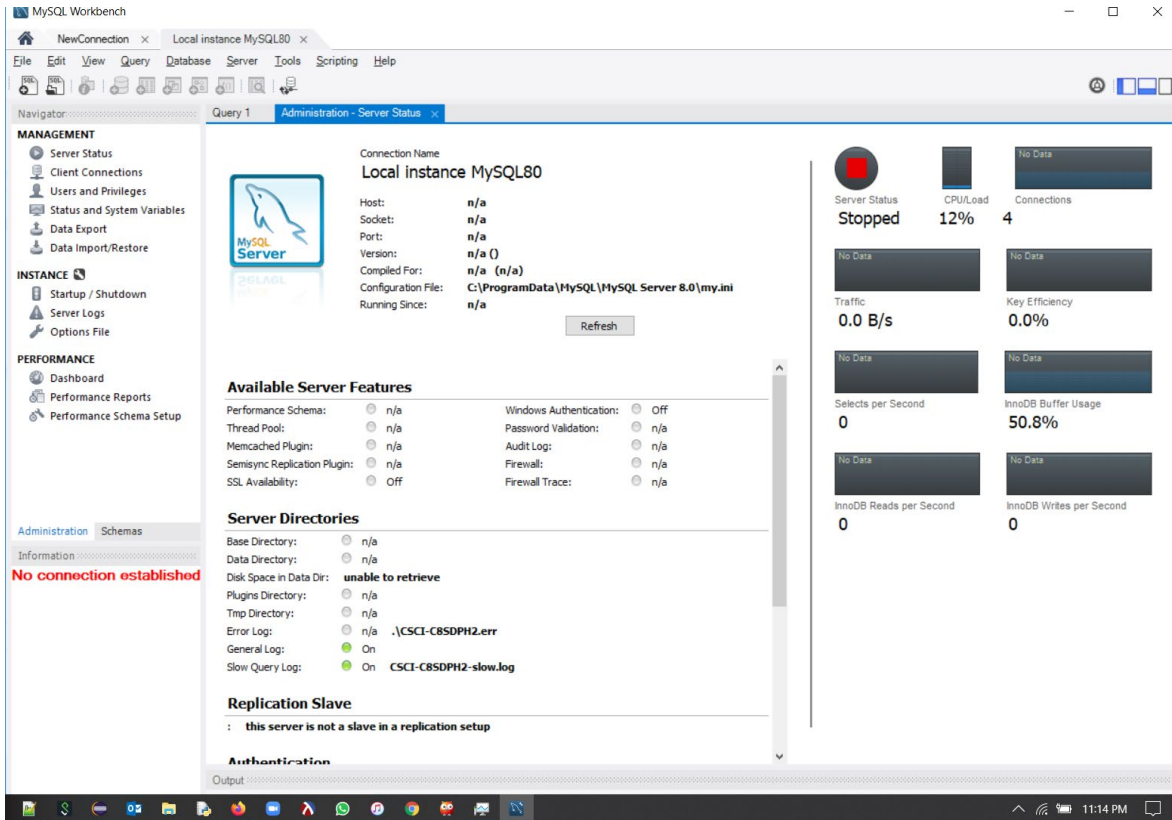 MySQL Workbench
NewConnection
Local instance MySQL80
File Edit View Query Database Server Tools Scripting Help
Navigator
MANAGEMENT
Server Status
Client Connections
Users and Privileges
Status and System Variables
Data Export
Data Import/Restore
INSTANCE
Startup / Shutdown
Server Logs
Options File
PERFORMANCE
Dashboard
Performance Reports
Performance Schema Setup
Administration Schemas
Information
No connection established
Query 1
Administration - Server Status
MySQL
Server
Connection Name
Local instance MySQL80
Host: n/a
Socket: n/a
Port: n/a
Version: n/a ()
Compiled For: n/a (n/a)
Configuration File: C:\ProgramData\MySQL\MySQL Server 8.0\my.ini
Running Since: n/a
Refresh
Available Server Features
Performance Schema: n/a Windows Authentication: Off
Thread Pool: n/a Password Validation: n/a
Memcached Plugin: n/a Audit Log: n/a
Semisync Replication Plugin: n/a Firewall: n/a
SSL Availability: Off Firewall Trace: n/a
Server Directories
Base Directory: n/a
Data Directory: n/a
Disk Space in Data Dir: unable to retrieve
Plugins Directory: n/a
Tmp Directory: n/a
Error Log: n/a .\CSCI-C8SDPH2.err
General Log: On
Slow Query Log: On CSCI-C8SDPH2-slow.log
Replication Slave
: this server is not a slave in a replication setup
Authentication
Output
No Data
Server Status CPU/Load Connections
Stopped 12% 4
No Data No Data
Traffic Key Efficiency
0.0 B/s 0.0%
No Data No Data
Selects per Second InnoDB Buffer Usage
0 50.8%
No Data No Data
InnoDB Reads per Second InnoDB Writes per Second
0 0
11:14 PM